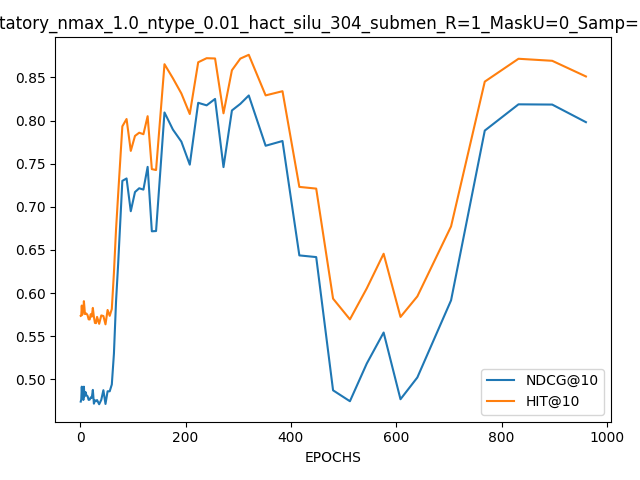 tatory_nmax_1.0_ntype_0.01_hact_silu_304_submen_R=1_MaskU=0_Samp=
0.85
0.80
0.75
0.70
0.65
0.60
0.55
0.50
0 200 400 600 800 1000
EPOCHS
NDCG@10
HIT@10